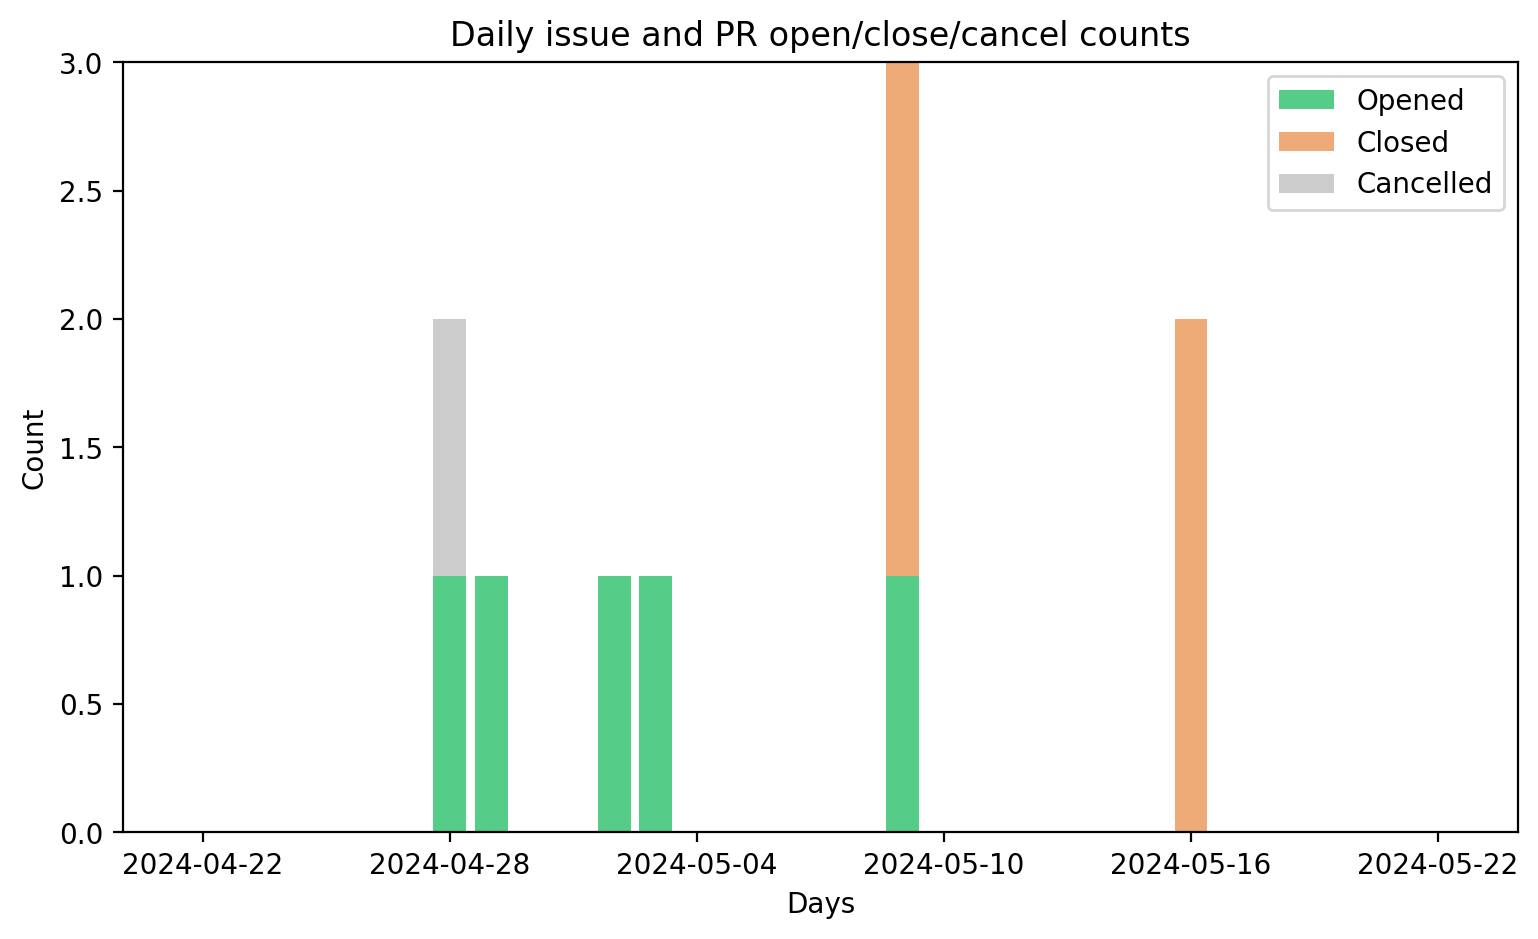 Daily issue and PR open/close/cancel counts
3.0
2.5
2.0
1.5
1.0
0.5
0.0
Count
Opened
Closed
Cancelled
2024-04-22 2024-04-28 2024-05-04 2024-05-10 2024-05-16 2024-05-22
Days